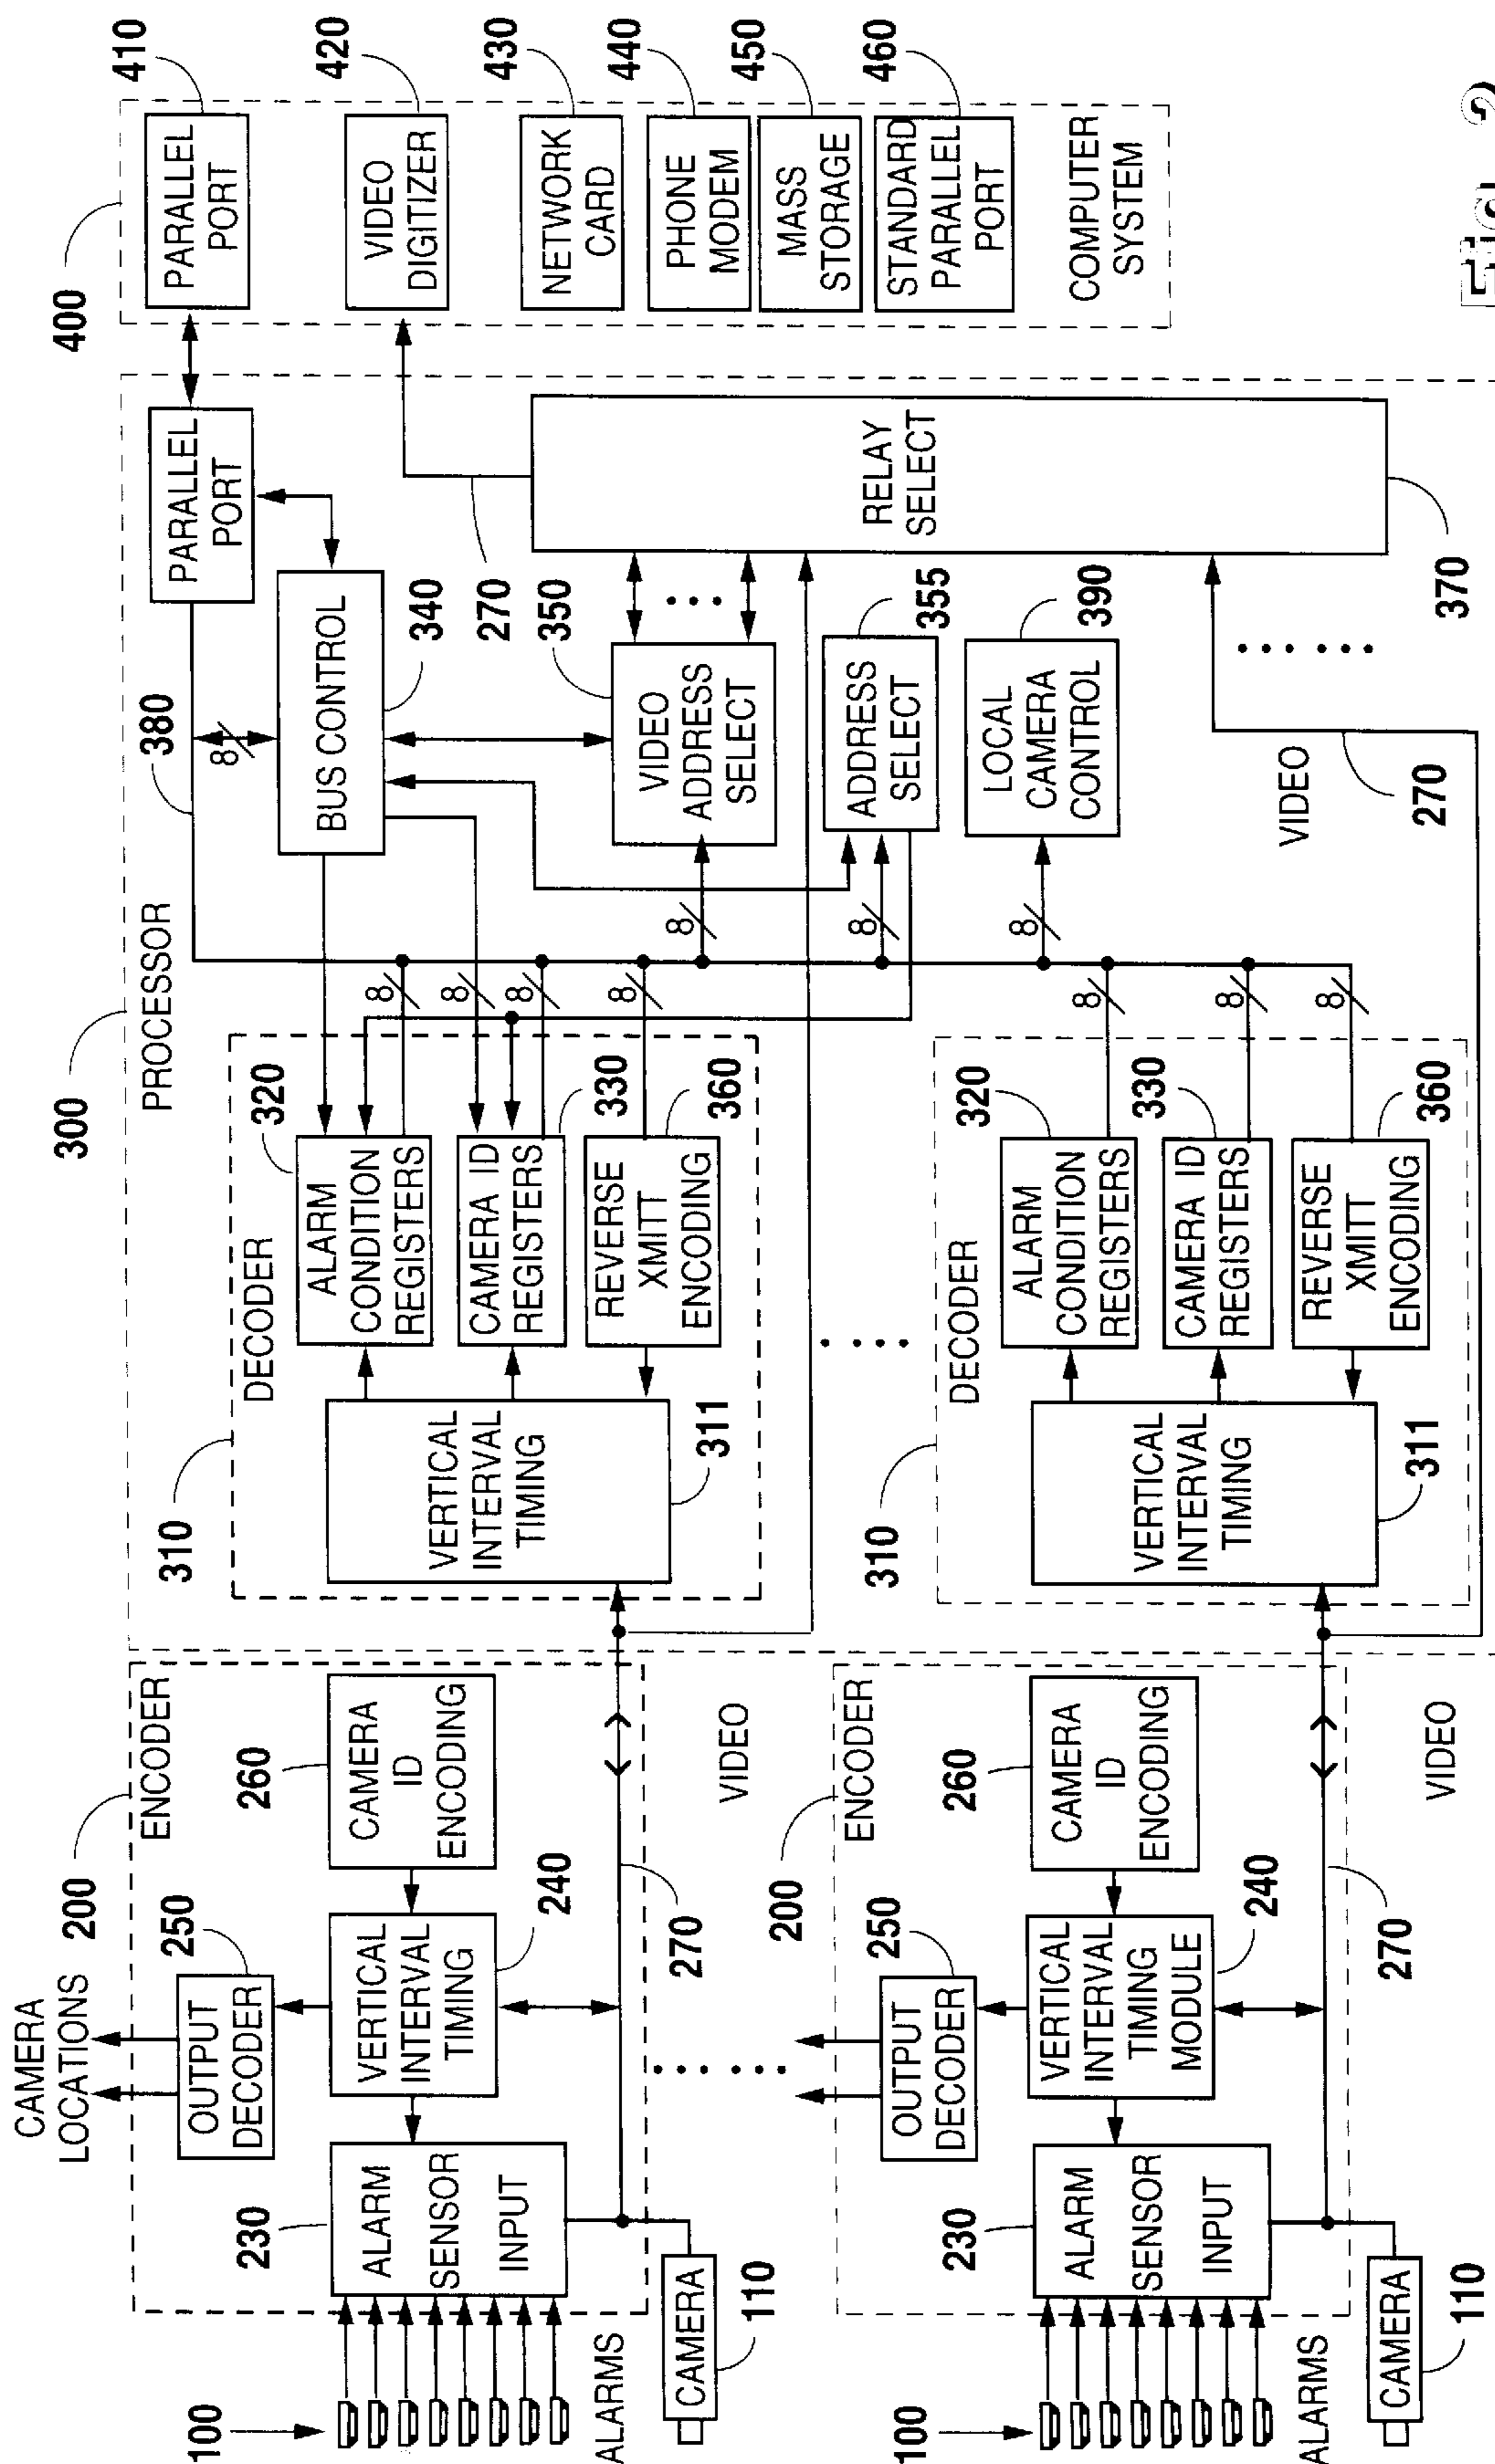 CAMERA
LOCATIONS
200
ENCODER
250
OUTPUT
DECODER
260
CAMERA
ID
ENCODING
VERTICAL
INTERVAL
TIMING
240
230
ALARM
SENSOR
INPUT
100
ALARMS
CAMERA
110
270
VIDEO
200
ENCODER
250
OUTPUT
DECODER
260
CAMERA
ID
ENCODING
VERTICAL
INTERVAL
TIMING
MODULE
240
230
ALARM
SENSOR
INPUT
100
ALARMS
CAMERA
110
270
VIDEO
300
PROCESSOR
310
DECODER
320
ALARM
CONDITION
REGISTERS
330
CAMERA ID
REGISTERS
360
REVERSE
XMITT
ENCODING
VERTICAL
INTERVAL
TIMING
311
8
8
8
8
310
DECODER
320
ALARM
CONDITION
REGISTERS
330
CAMERA ID
REGISTERS
360
REVERSE
XMITT
ENCODING
VERTICAL
INTERVAL
TIMING
311
8
8
8
380
8
PARALLEL
PORT
BUS CONTROL
340
270
350
VIDEO
ADDRESS
SELECT
8
355
ADDRESS
SELECT
8
390
LOCAL
CAMERA
CONTROL
8
VIDEO
270
RELAY
SELECT
370
400
410
PARALLEL
PORT
420
VIDEO
DIGITIZER
430
NETWORK
CARD
440
PHONE
MODEM
450
MASS
STORAGE
460
STANDARD
PARALLEL
PORT
COMPUTER
SYSTEM
Fig. 2